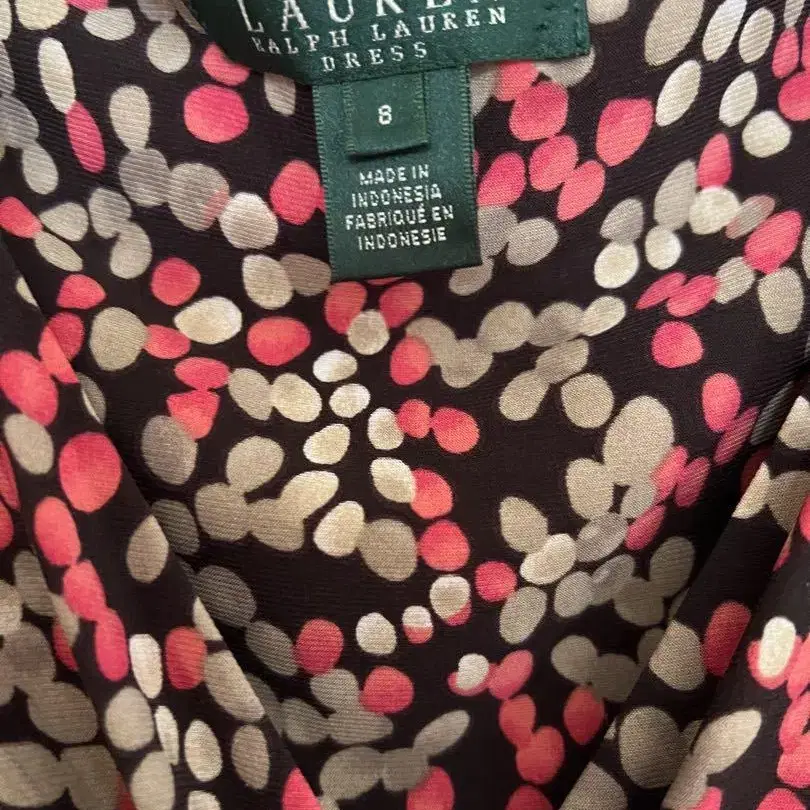 LAUREN
RALPH LAUREN
DRESS
8
MADE IN
INDONESIA
FABRIQUÉ EN
INDONESIE